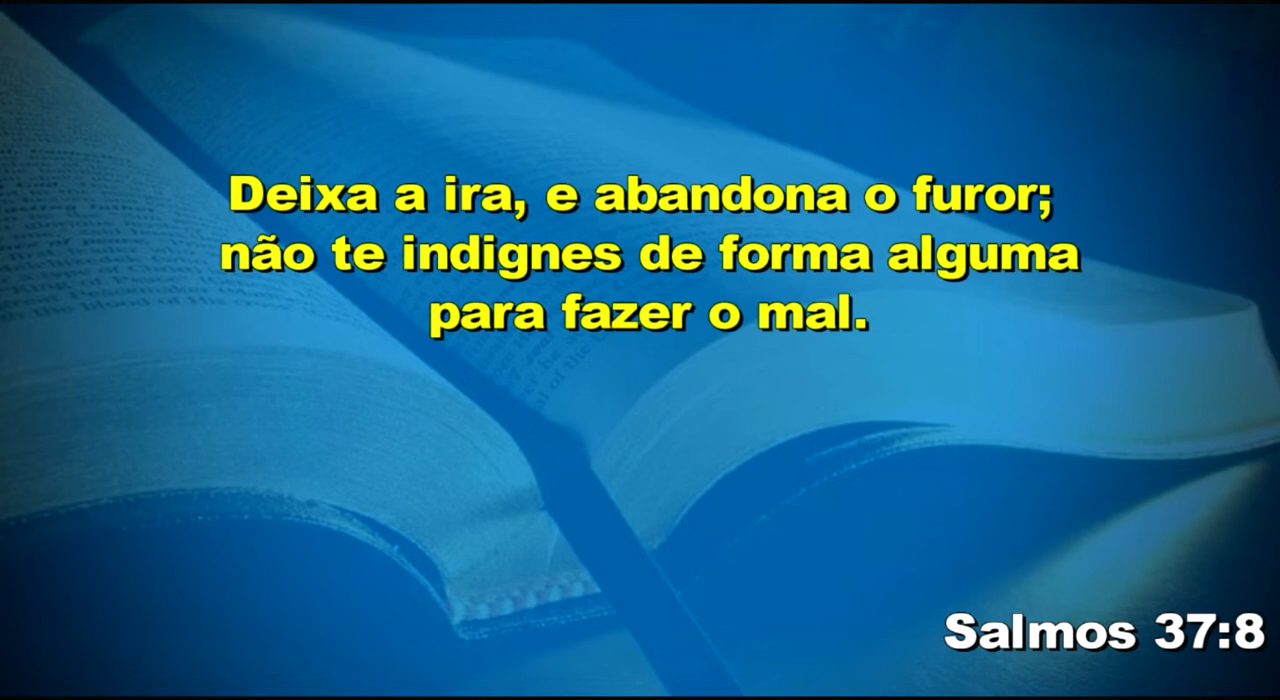 Deixa a ira, e abandona o furor;
não te indignes de forma alguma
para fazer o mal.
Salmos 37:8